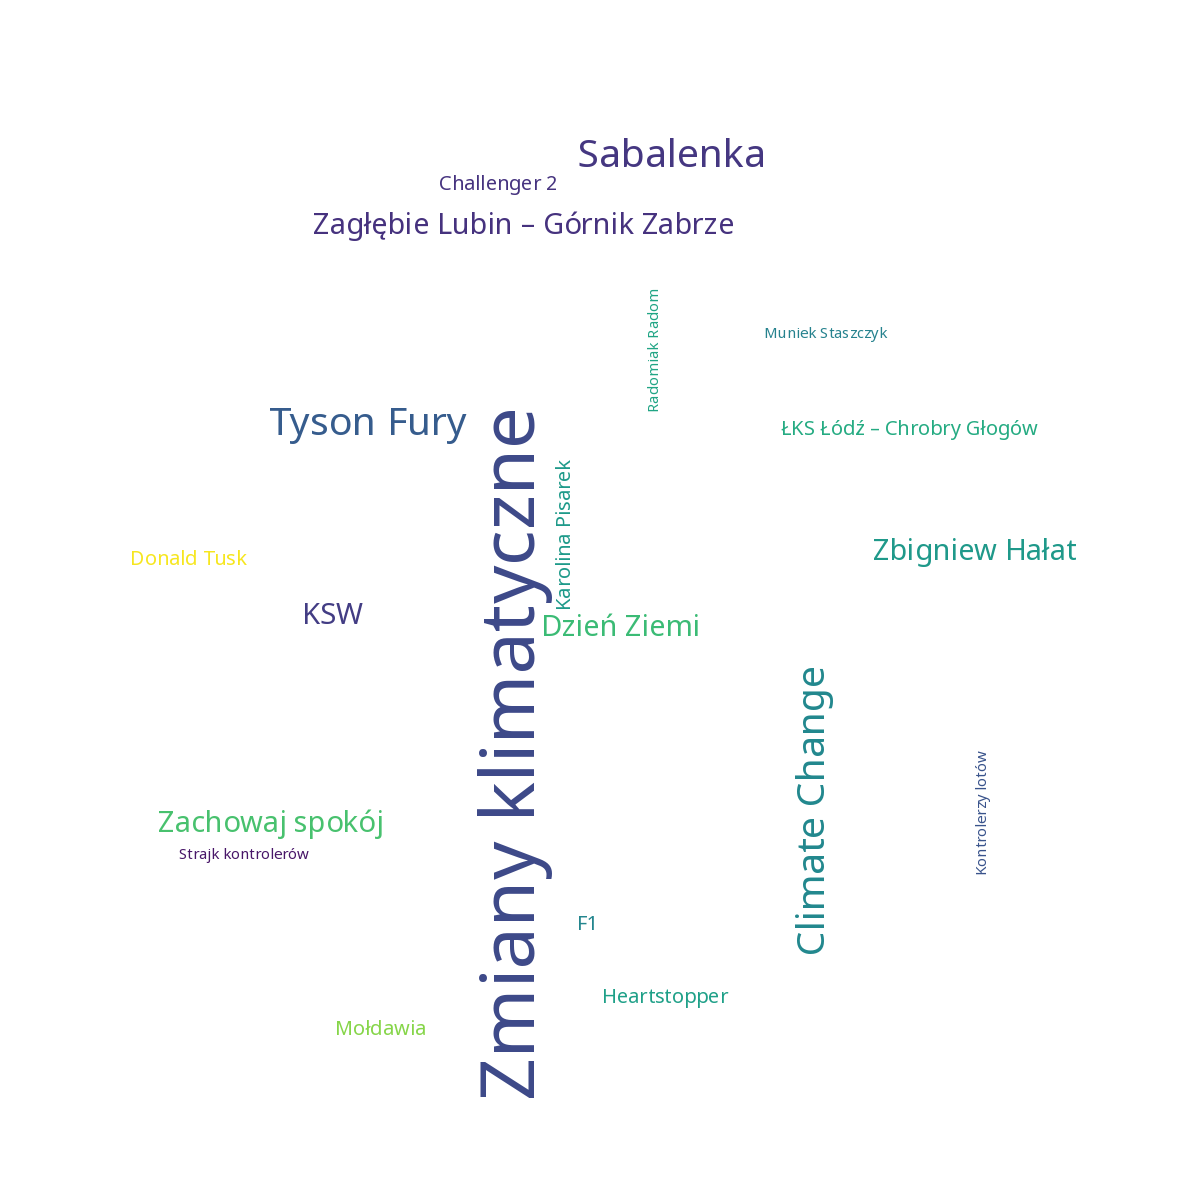 Sabalenka
Challenger 2
Zagłębie Lubin – Górnik Zabrze
Radomiak Radom
Muniek Staszczyk
Tyson Fury
Zmiany klimatyczne
ŁKS Łódź – Chrobry Głogów
Karolina Pisarek
Zbigniew Hałat
Donald Tusk
KSW
Dzień Ziemi
Climate Change
Kontrolerzy lotów
Zachowaj spokój
Strajk kontrolerów
F1
Heartstopper
Mołdawia